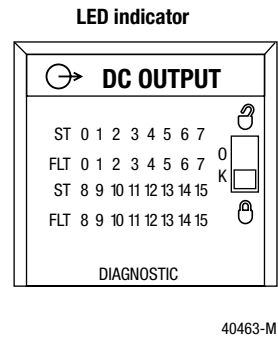 LED indicator
DC OUTPUT
ST 0 1 2 3 4 5 6 7
FLT 0 1 2 3 4 5 6 7
ST 8 9 10 11 12 13 14 15
FLT 8 9 10 11 12 13 14 15
O
K
DIAGNOSTIC
40463-M